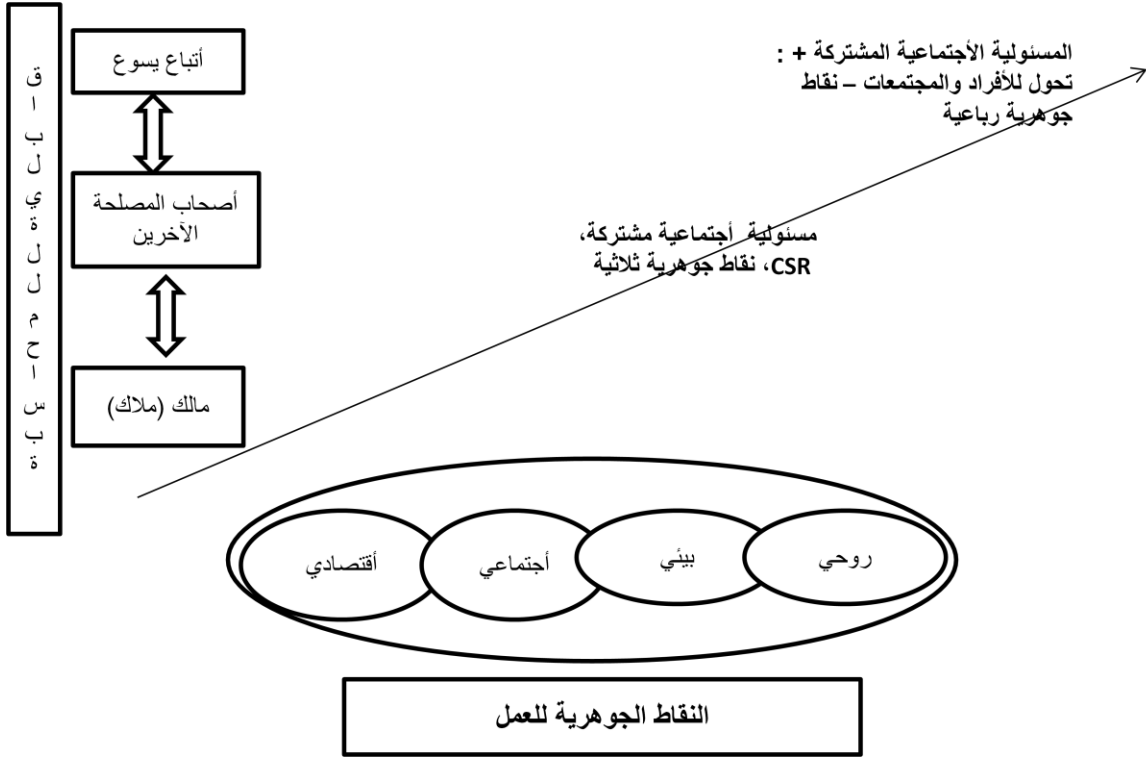 أتباع يسوع
أصحاب المصلحة
الآخرين
مالك (ملاك)
ق ا ب ل ي ة ل ل م ح ا س ب ة
المسئولية الأجتماعية المشتركة + :
تحول للأفراد والمجتمعات – نقاط
جوهرية رباعية
مسئولية أجتماعية مشتركة،
CSR، نقاط جوهرية ثلاثية
روحي
بيئي
أجتماعي
أقتصادي
النقاط الجوهرية للعمل